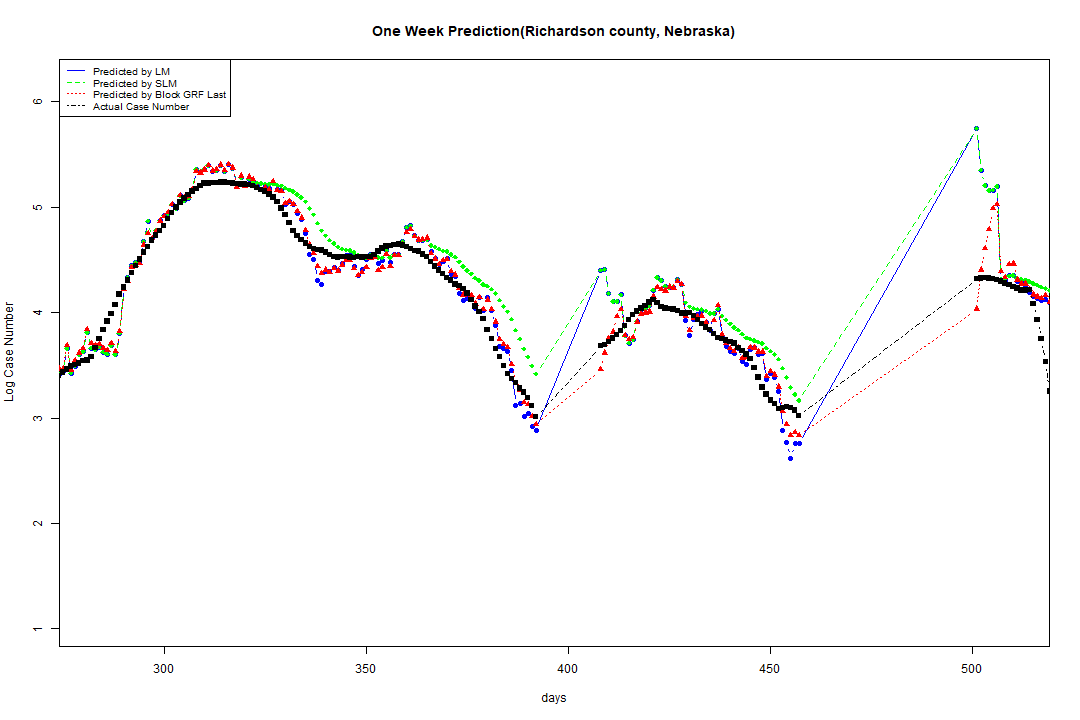 One Week Prediction(Richardson county, Nebraska)
Predicted by LM
Predicted by SLM
Predicted by Block GRF Last
Actual Case Number
6
5
4
3
2
1
Log Case Number
300 350 400 450 500
days